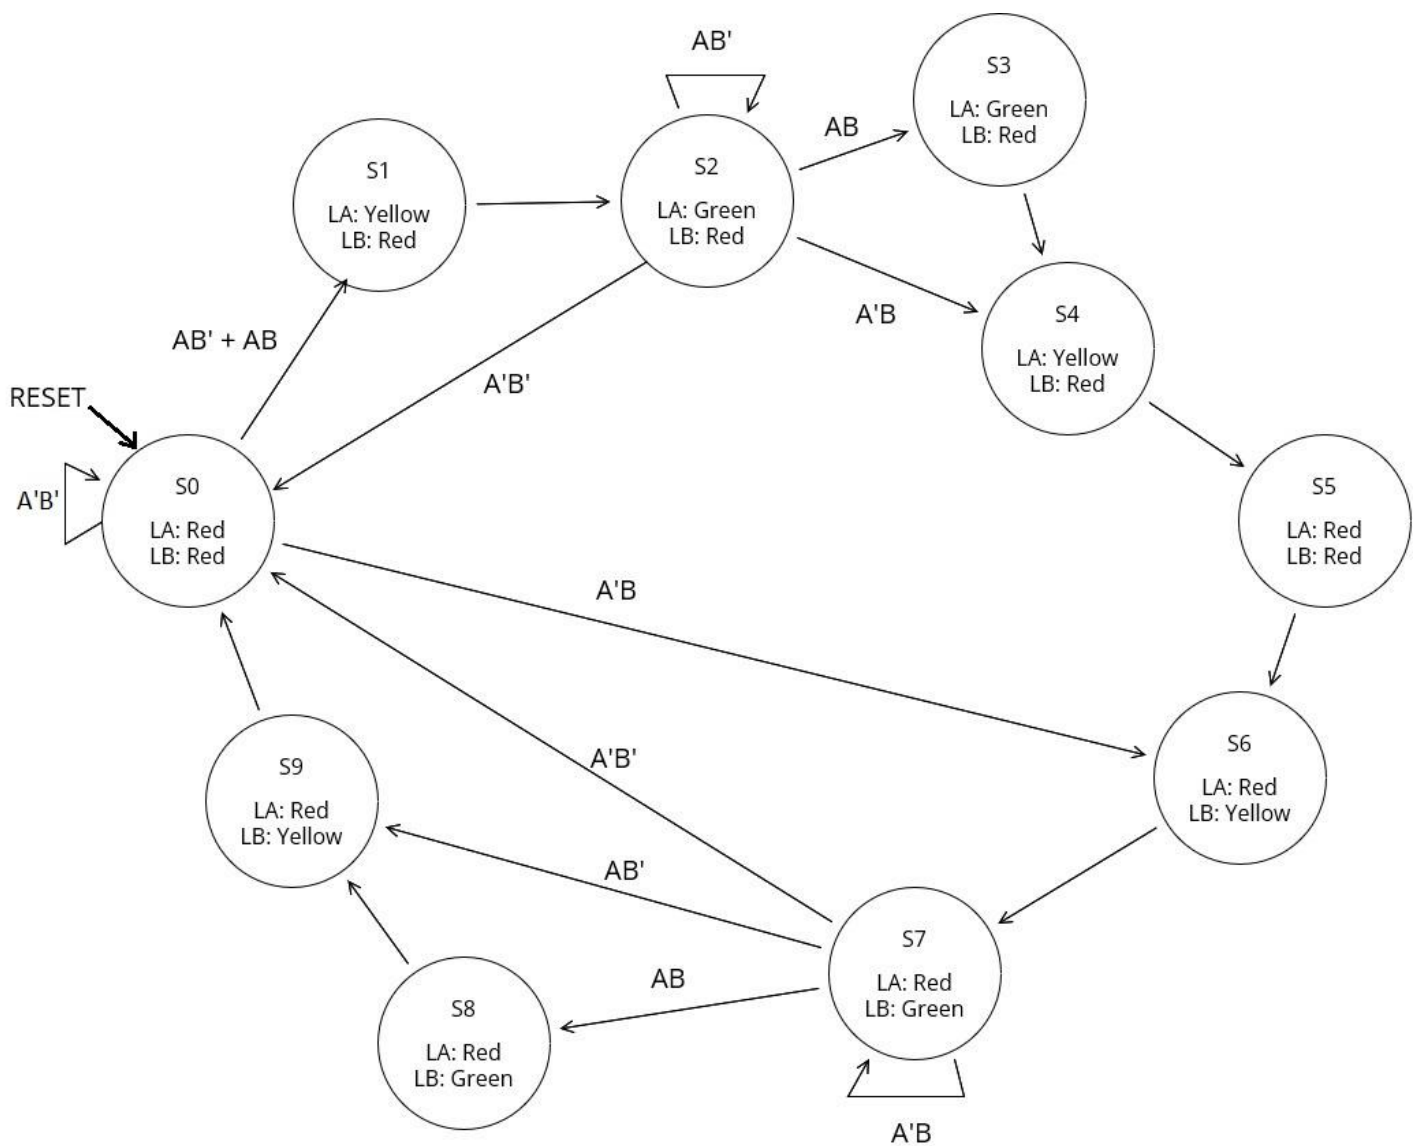 AB'
S3
LA: Green
LB: Red
AB
S1
LA: Yellow
LB: Red
S2
LA: Green
LB: Red
A'B
S4
LA: Yellow
LB: Red
AB' + AB
A'B'
RESET
A'B'
S0
LA: Red
LB: Red
S5
LA: Red
LB: Red
A'B
S6
LA: Red
LB: Yellow
A'B'
S9
LA: Red
LB: Yellow
AB'
S7
LA: Red
LB: Green
AB
S8
LA: Red
LB: Green
A'B